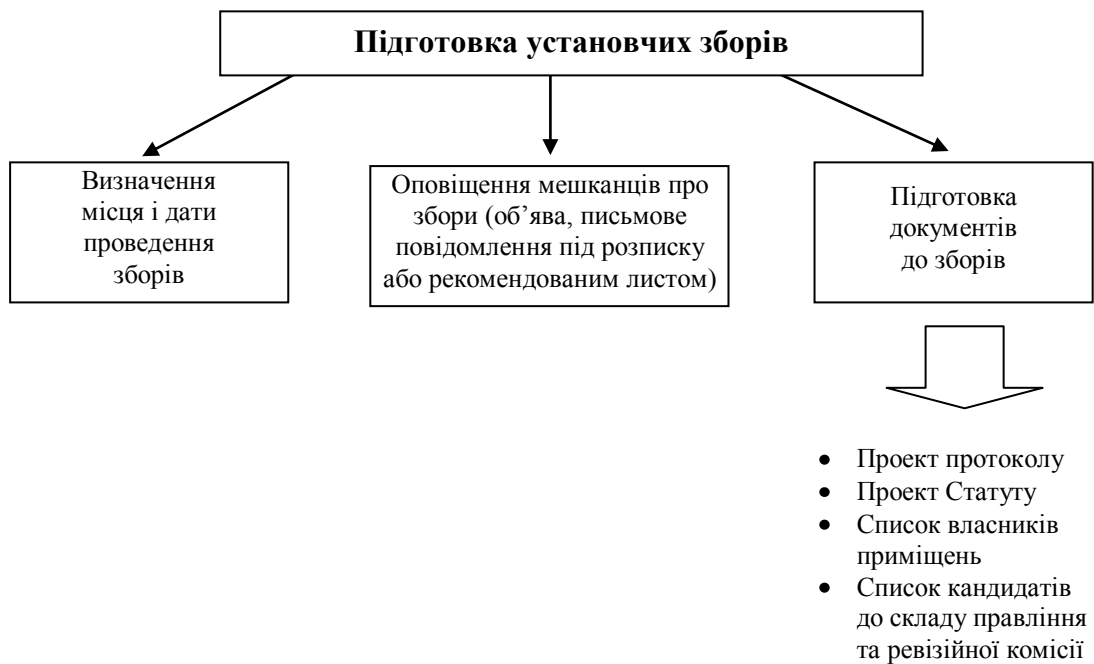 Підготовка установчих зборів
Визначення
місця і дати
проведення
зборів
Оповіщення мешканців про
збори (об’ява, письмове
повідомлення під розписку
або рекомендованим листом)
Підготовка
документів
до зборів
• Проект протоколу
• Проект Статуту
• Список власників
приміщень
• Список кандидатів
до складу правління
та ревізійної комісії